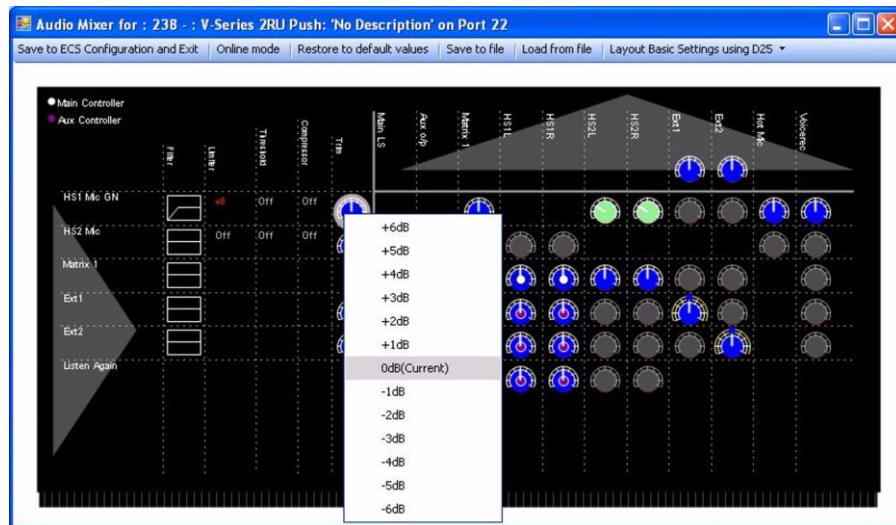 Audio Mixer for : 238 - : V-Series 2RU Push: 'No Description' on Port 22
Save to ECS Configuration and Exit Online mode Restore to default values Save to file Load from file Layout Basic Settings using D25
Main Controller
Aux Controller
Filter
Limiter
Threshold
Compressor
Trim
Main LS
Aux o/p
Matrix 1
HS1L
HS1R
HS2L
HS2R
Ext1
Ext2
Hot Mic
Voicerec
HS1 Mic GN +8 Off Off
HS2 Mic Off Off Off
Matrix 1
Ext1
Ext2
Listen Again
+6dB
+5dB
+4dB
+3dB
+2dB
+1dB
0dB(Current)
-1dB
-2dB
-3dB
-4dB
-5dB
-6dB